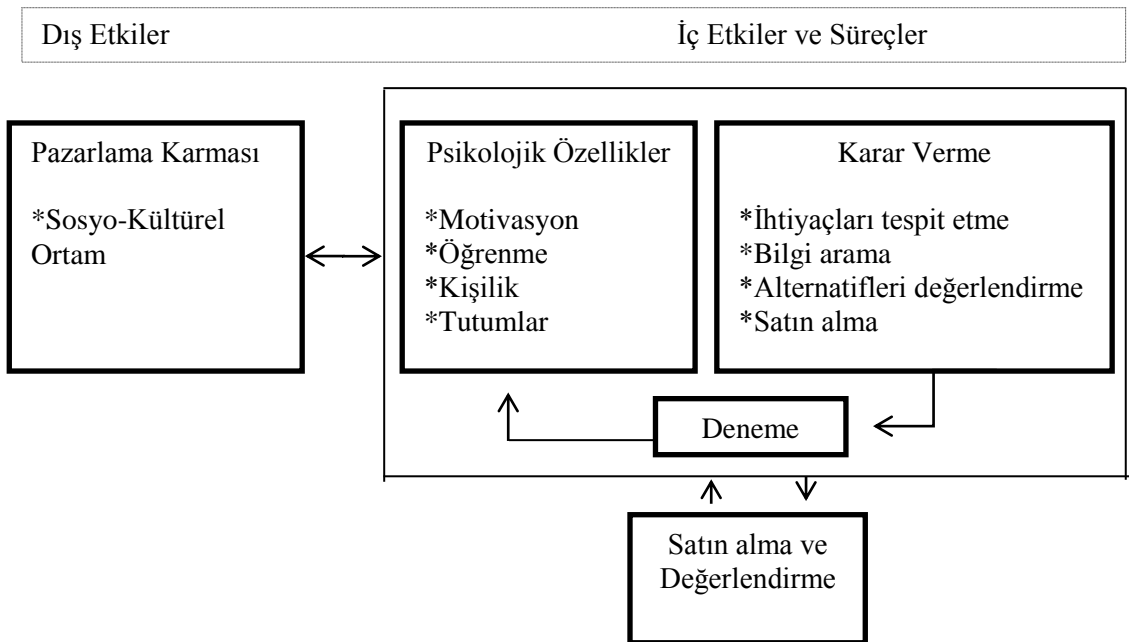 Dış Etkiler
İç Etkiler ve Süreçler
Pazarlama Karması
*Sosyo-Kültürel
Ortam
Psikolojik Özellikler
*Motivasyon
*Öğrenme
*Kişilik
*Tutumlar
Karar Verme
*İhtiyaçları tespit etme
*Bilgi arama
*Alternatifleri değerlendirme
*Satın alma
Deneme
Satın alma ve
Değerlendirme